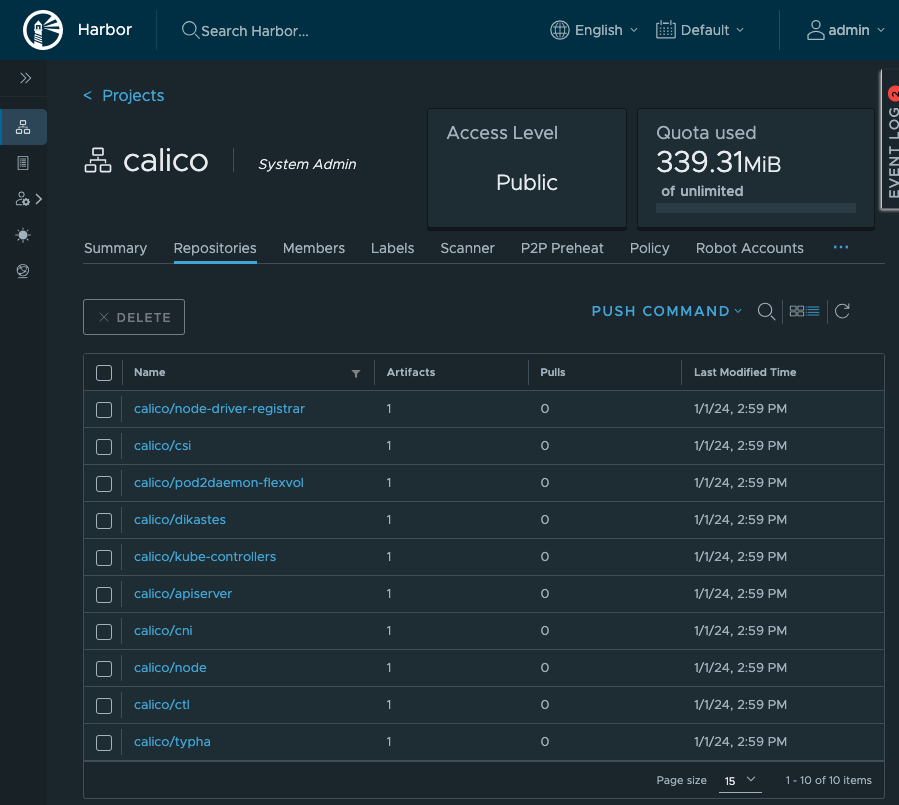 Harbor
Search Harbor...
English
Default
admin
< Projects
calico
System Admin
Access Level
Public
Quota used
339.31MiB
of unlimited
EVENT LOG
2
Summary Repositories Members Labels Scanner P2P Preheat Policy Robot Accounts ...
× DELETE
PUSH COMMAND
Name Artifacts Pulls Last Modified Time
calico/node-driver-registrar 1 0 1/1/24, 2:59 PM
calico/csi 1 0 1/1/24, 2:59 PM
calico/pod2daemon-flexvol 1 0 1/1/24, 2:59 PM
calico/dikastes 1 0 1/1/24, 2:59 PM
calico/kube-controllers 1 0 1/1/24, 2:59 PM
calico/apiserver 1 0 1/1/24, 2:59 PM
calico/cni 1 0 1/1/24, 2:59 PM
calico/node 1 0 1/1/24, 2:59 PM
calico/ctl 1 0 1/1/24, 2:59 PM
calico/typha 1 0 1/1/24, 2:59 PM
Page size 15 1 - 10 of 10 items